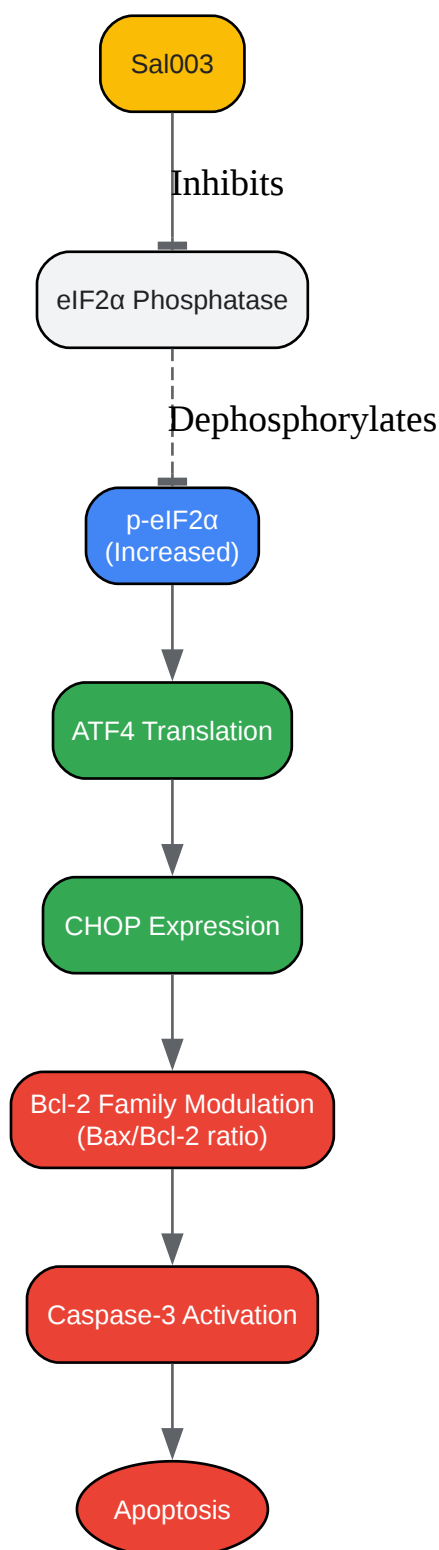 Sal003
Inhibits
eIF2α Phosphatase
Dephosphorylates
p-eIF2α
(Increased)
ATF4 Translation
CHOP Expression
Bcl-2 Family Modulation
(Bax/Bcl-2 ratio)
Caspase-3 Activation
Apoptosis